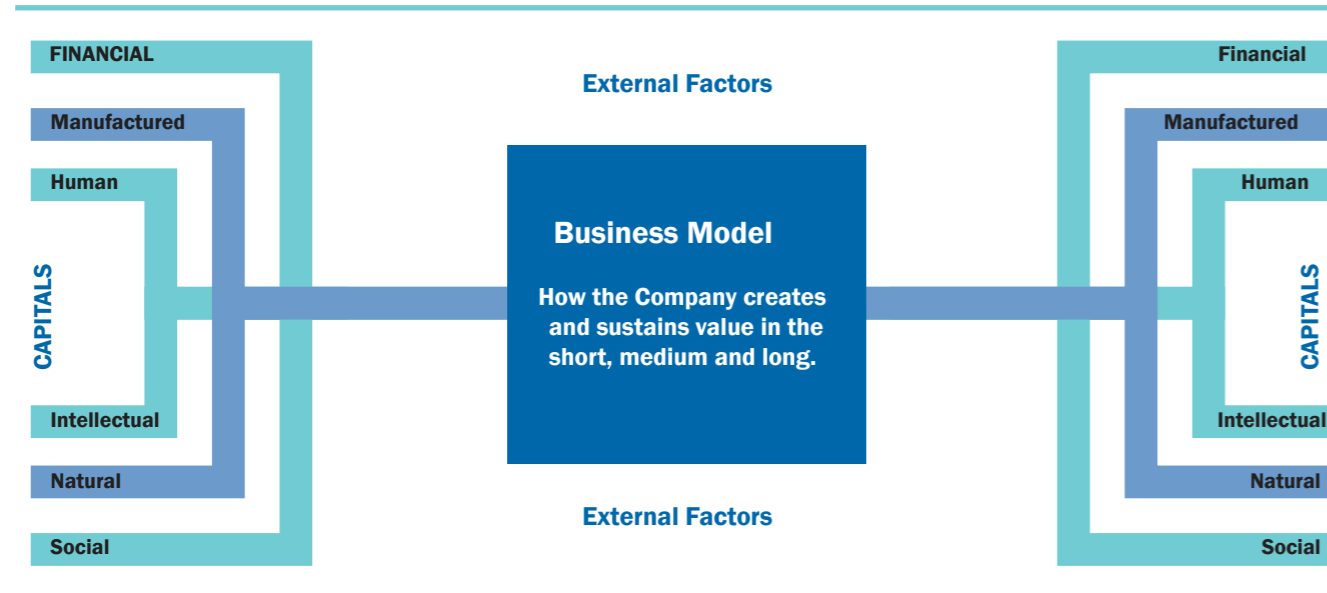 FINANCIAL
Manufactured
Human
CAPITALS
Intellectual
Natural
Social
External Factors
Business Model
How the Company creates
and sustains value in the
short, medium and long.
External Factors
Financial
Manufactured
Human
CAPITALS
Intellectual
Natural
Social